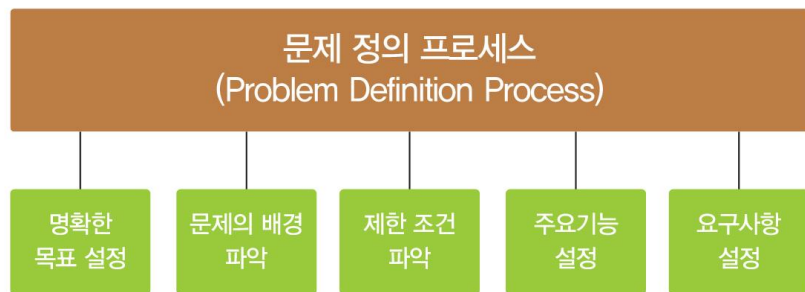 문제 정의 프로세스
(Problem Definition Process)
명확한
목표 설정
문제의 배경
파악
제한 조건
파악
주요기능
설정
요구사항
설정